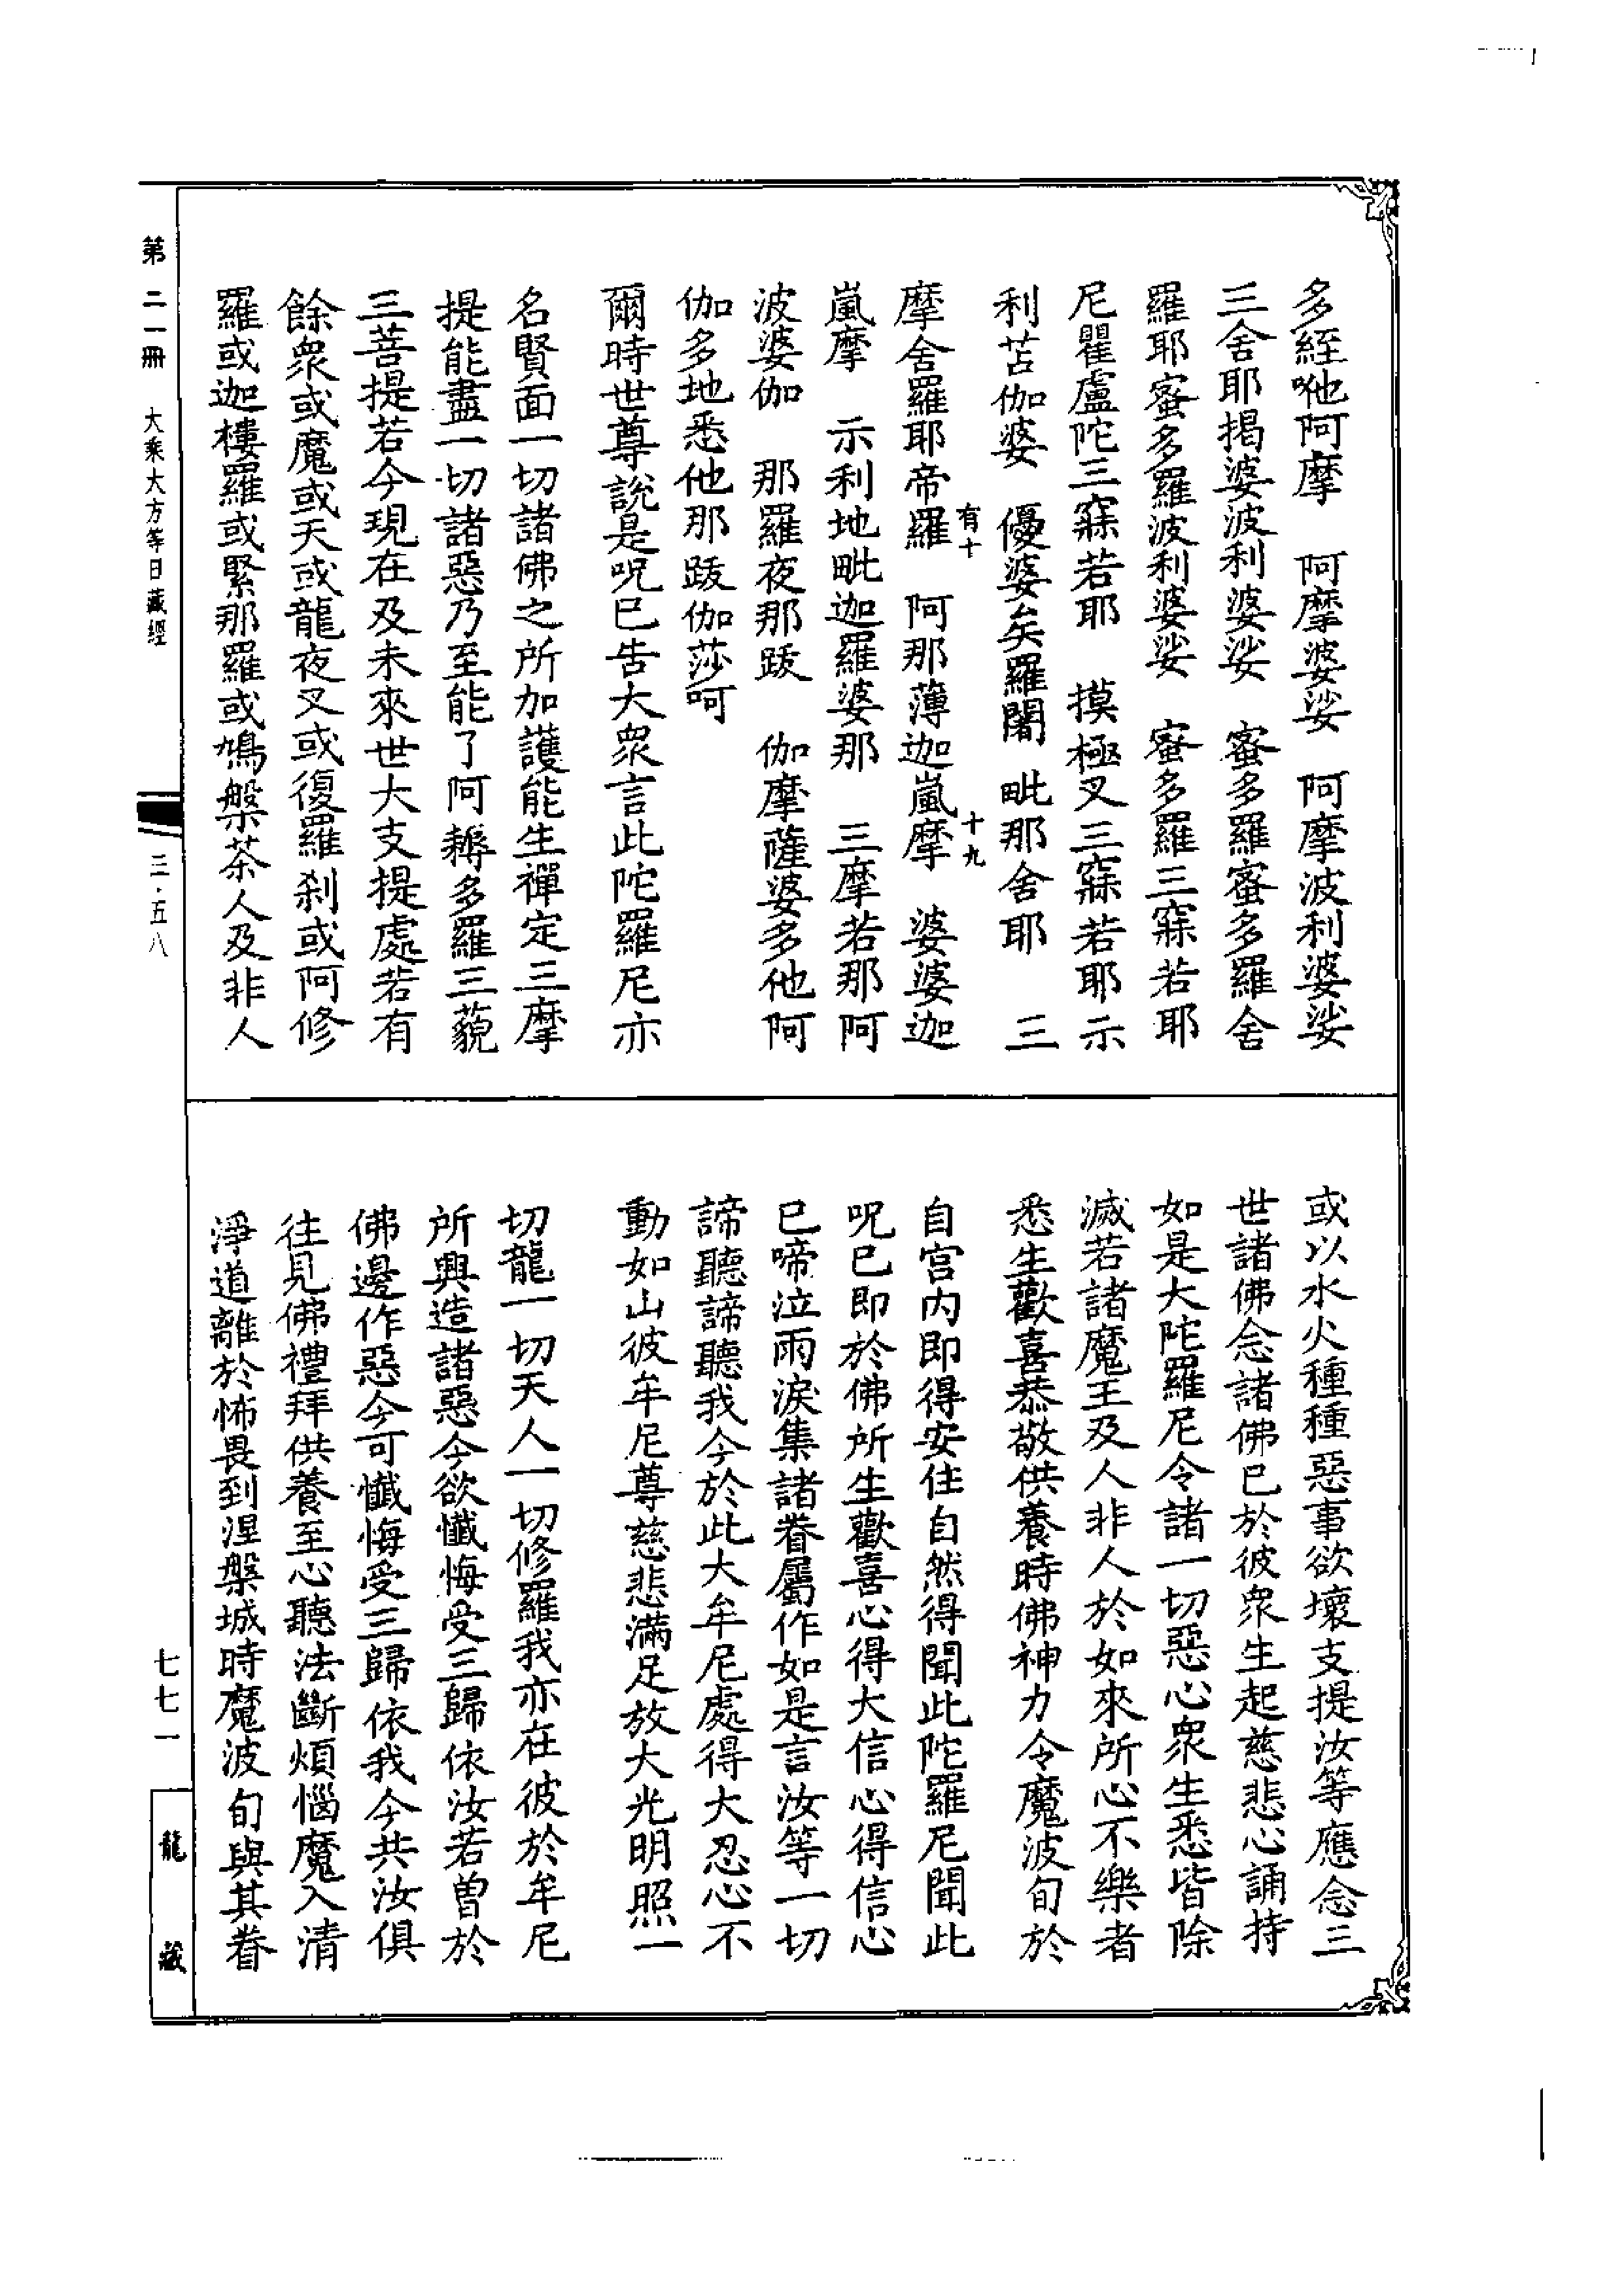 多絰咃阿摩　阿摩婆娑　阿摩波利婆娑
三舍耶揭婆波利婆娑　蜜多羅蜜多羅舍
羅耶蜜多羅波利婆娑　蜜多羅三寐若耶
尼瞿盧陀三寐若耶　摸極叉三寐若耶示
利苫伽婆　優婆矣羅闍　毗那舍耶　三
摩舍羅耶帝羅有十　阿那薄迦嵐摩十九　婆婆迦
嵐摩　示利地毗迦羅婆那　三摩若那阿
波婆伽　那羅夜那跋　伽摩薩婆多他阿
伽多地悉他那跋伽莎呵
爾時世尊說是呪已告大衆言此陀羅尼亦
名賢面一切諸佛之所加護能生禪定三摩
提能盡一切諸惡乃至能了阿耨多羅三藐
三菩提若今現在及未來世大支提處若有
餘衆或魔或天或龍夜叉或復羅刹或阿修
羅或迦樓羅或緊那羅或鳩槃茶人及非人
或以水火種種惡事欲壞支提汝等應念三
世諸佛念諸佛已於彼衆生起慈悲心誦持
如是大陀羅尼令諸一切惡心衆生悉皆除
滅若諸魔王及人非人於如來所心不樂者
悉生歡喜恭敬供養時佛神力令魔波旬於
自宮內即得安住自然得聞此陀羅尼聞此
呪已即於佛所生歡喜心得大信心得信心
已啼泣雨淚集諸眷屬作如是言汝等一切
諦聽諦聽我今於此大牟尼處得大忍心不
動如山彼牟尼尊慈悲滿足放大光明照一
切龍一切天人一切修羅我亦在彼於牟尼
所興造諸惡今欲懺悔受三歸依汝若曾於
佛邊作惡今可懺悔受三歸依我今共汝俱
往見佛禮拜供養至心聽法斷煩惱魔入清
淨道離於怖畏到涅槃城時魔波旬與其眷
第二一冊　大乘大方等日藏經
三·五八
七七一
龍藏